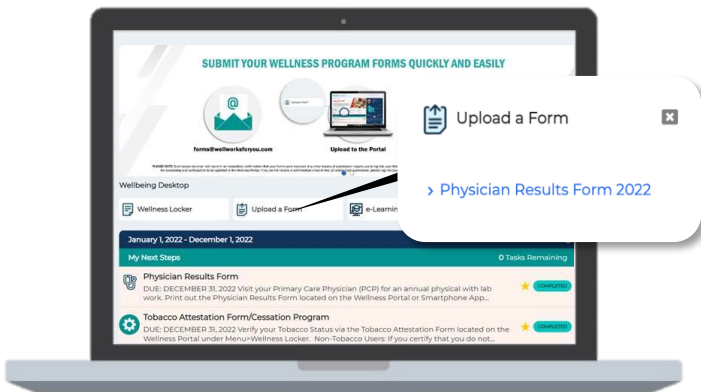 SUBMIT YOUR WELLNESS PROGRAM FORMS QUICKLY AND EASILY
forms@wellworksforyou.com
Upload to the Portal
Wellbeing Desktop
Wellness Locker
Upload a Form
e-Learnin
January 1, 2022 - December 1, 2022
My Next Steps
0 Tasks Remaining
Physician Results Form
DUE: DECEMBER 31, 2022 Visit your Primary Care Physician (PCP) for an annual physical with lab
work. Print out the Physician Results Form located on the Wellness Portal or Smartphone App...
COMPLETED
Tobacco Attestation Form/Cessation Program
DUE: DECEMBER 31, 2022 Verify your Tobacco Status via the Tobacco Attestation Form located on the
Wellness Portal under Menu>Wellness Locker. Non-Tobacco Users: If you certify that you do not...
COMPLETED
Upload a Form
> Physician Results Form 2022